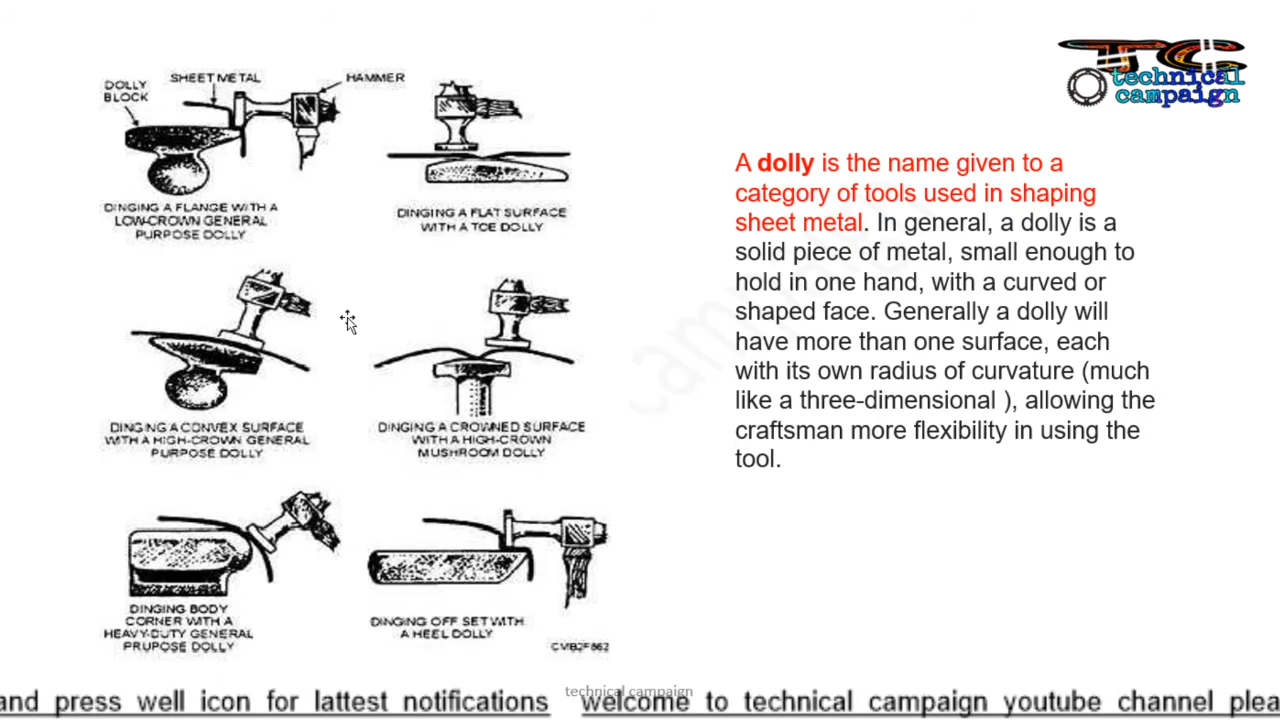 TC
technical
campaign
DOLLY
BLOCK
SHEET METAL
HAMMER
DINGING A FLANGE WITH A
LOW-CROWN GENERAL
PURPOSE DOLLY
DINGING A FLAT SURFACE
WITH A TOE DOLLY
DINGING A CONVEX SURFACE
WITH A HIGH-CROWN GENERAL
PURPOSE DOLLY
DINGING A CROWNED SURFACE
WITH A HIGH-CROWN
MUSHROOM DOLLY
DINGING BODY
CORNER WITH A
HEAVY-DUTY GENERAL
PRUPOSE DOLLY
DINGING OFF SET WITH
A HEEL DOLLY
A dolly is the name given to a
category of tools used in shaping
sheet metal. In general, a dolly is a
solid piece of metal, small enough to
hold in one hand, with a curved or
shaped face. Generally a dolly will
have more than one surface, each
with its own radius of curvature (much
like a three-dimensional ), allowing the
craftsman more flexibility in using the
tool.
campaign
technical campaign
and press well icon for lattest notifications welcome to technical campaign youtube channel plea